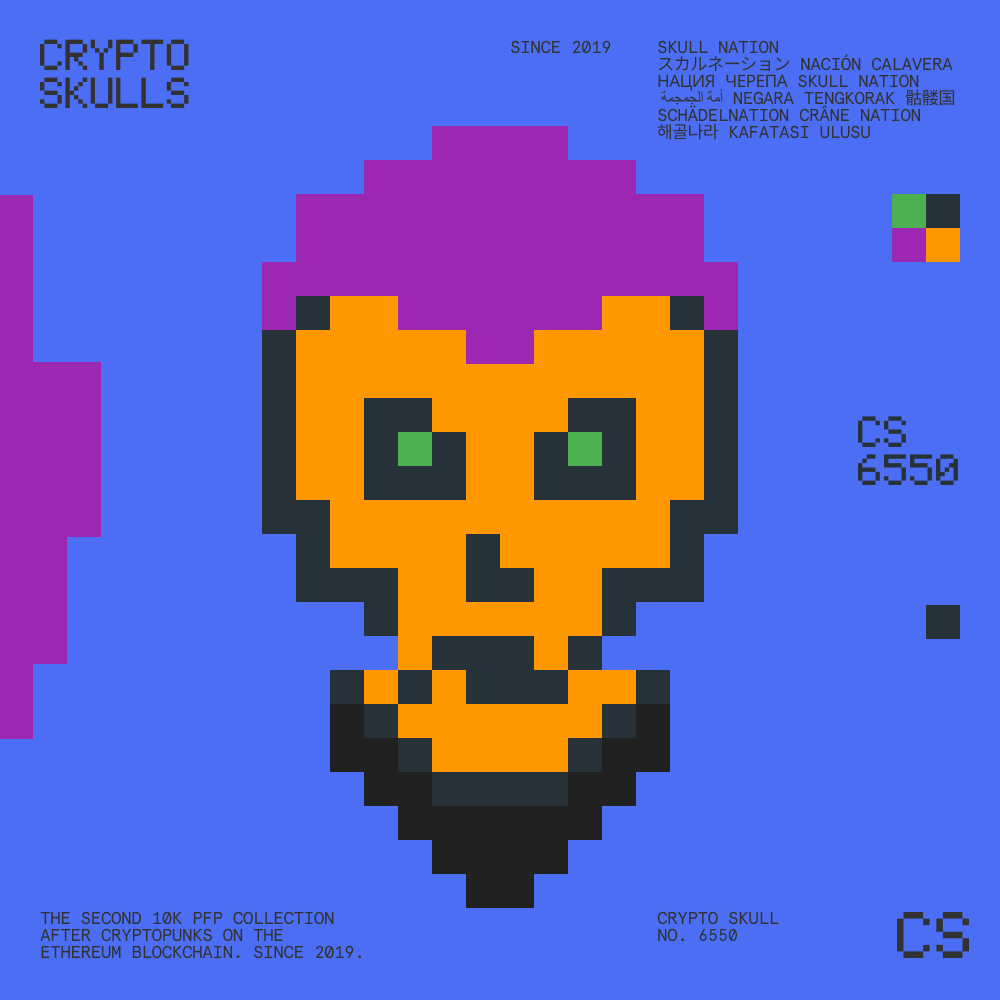 CRYPTO
SKULLS
SINCE 2019
SKULL NATION
スカルネーション NACIÓN CALAVERA
НАЦИЯ ЧЕРЕПА SKULL NATION
أمة الجمجمة NEGARA TENGKORAK 骷髅国
SCHÄDELNATION CRÂNE NATION
해골나라 KAFATASI ULUSU
CS
6550
THE SECOND 10K PFP COLLECTION
AFTER CRYPTOPUNKS ON THE
ETHEREUM BLOCKCHAIN. SINCE 2019.
CRYPTO SKULL
NO. 6550
CS